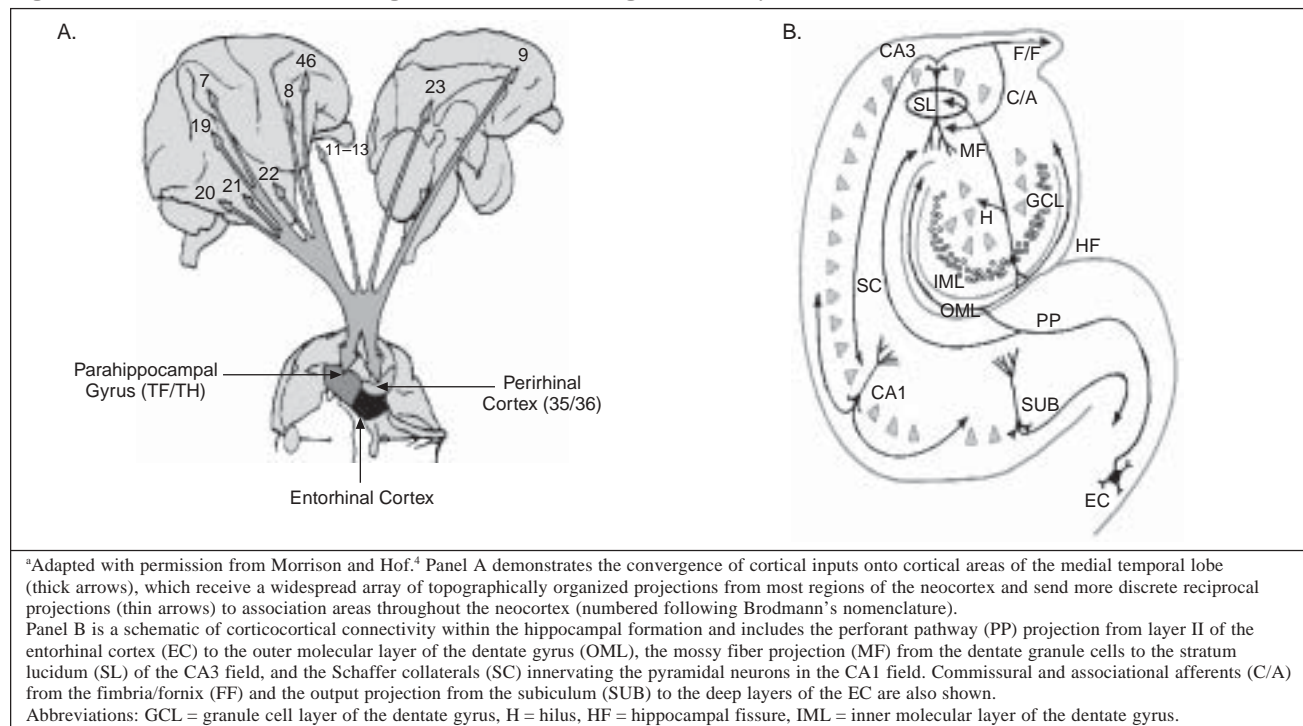 A.
46
7
8
19
22
21
20
11–13
23
9
Parahippocampal
Gyrus (TF/TH)
Perirhinal
Cortex (35/36)
Entorhinal Cortex
B.
CA3
F/F
SL
C/A
MF
GCL
H
HF
SC
IML
OML
PP
CA1
SUB
EC
ᵃAdapted with permission from Morrison and Hof.⁴ Panel A demonstrates the convergence of cortical inputs onto cortical areas of the medial temporal lobe
(thick arrows), which receive a widespread array of topographically organized projections from most regions of the neocortex and send more discrete reciprocal
projections (thin arrows) to association areas throughout the neocortex (numbered following Brodmann’s nomenclature).
Panel B is a schematic of corticocortical connectivity within the hippocampal formation and includes the perforant pathway (PP) projection from layer II of the
entorhinal cortex (EC) to the outer molecular layer of the dentate gyrus (OML), the mossy fiber projection (MF) from the dentate granule cells to the stratum
lucidum (SL) of the CA3 field, and the Schaffer collaterals (SC) innervating the pyramidal neurons in the CA1 field. Commissural and associational afferents (C/A)
from the fimbria/fornix (FF) and the output projection from the subiculum (SUB) to the deep layers of the EC are also shown.
Abbreviations: GCL = granule cell layer of the dentate gyrus, H = hilus, HF = hippocampal fissure, IML = inner molecular layer of the dentate gyrus.